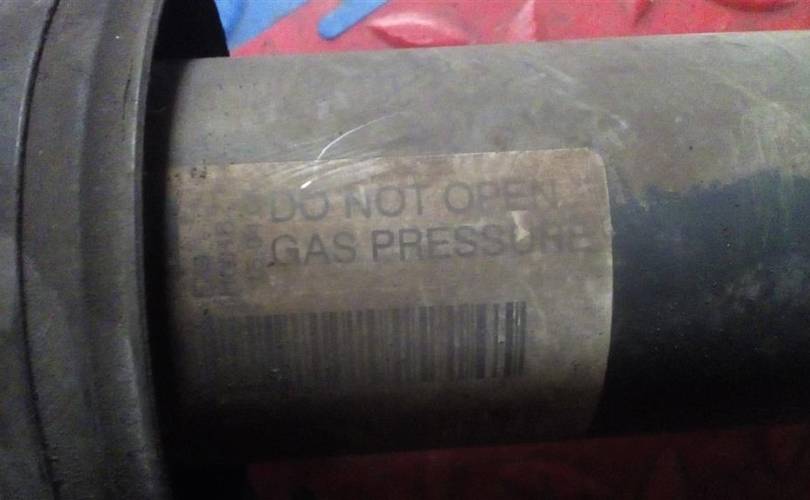 DO NOT OPEN
GAS PRESSURE